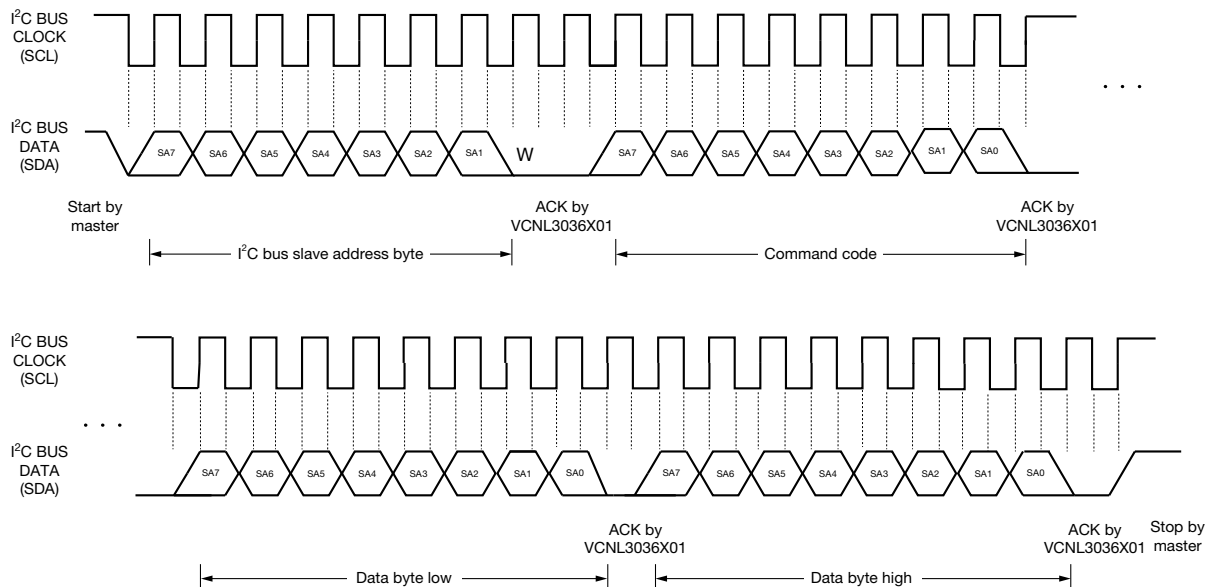 I²C BUS
CLOCK
(SCL)
. . .
I²C BUS
DATA
(SDA)
SA7 SA6 SA5 SA4 SA3 SA2 SA1 W SA7 SA6 SA5 SA4 SA3 SA2 SA1 SA0
Start by
master
ACK by
VCNL3036X01
ACK by
VCNL3036X01
I²C bus slave address byte
Command code
I²C BUS
CLOCK
(SCL)
. . .
I²C BUS
DATA
(SDA)
SA7 SA6 SA5 SA4 SA3 SA2 SA1 SA0 SA7 SA6 SA5 SA4 SA3 SA2 SA1 SA0
ACK by
VCNL3036X01
ACK by
VCNL3036X01
Stop by
master
Data byte low
Data byte high